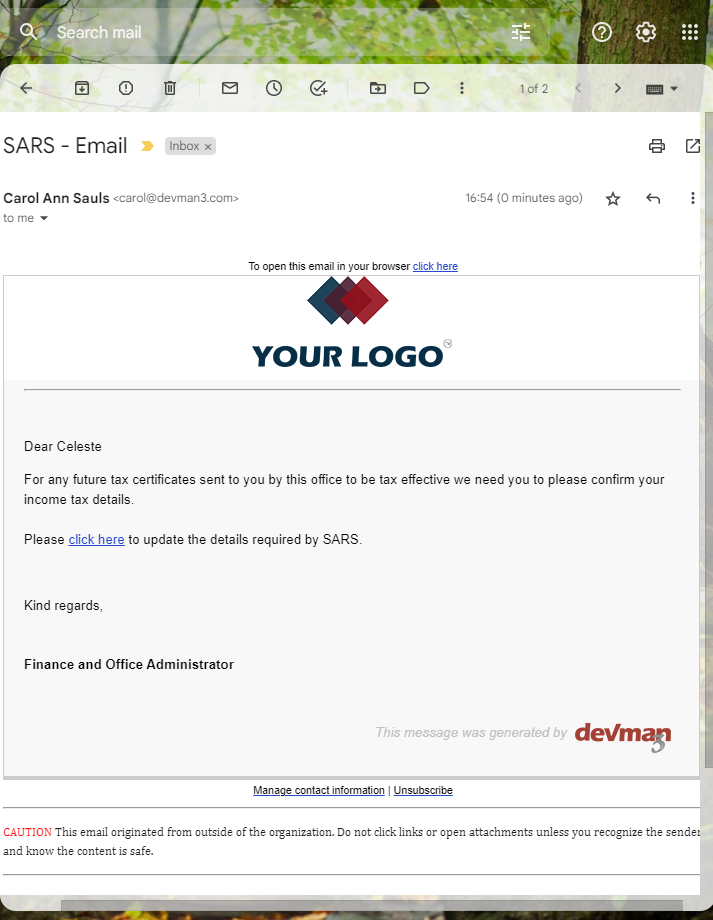 Search mail
1 of 2
SARS - Email
Inbox ×
Carol Ann Sauls <carol@devman3.com>
16:54 (0 minutes ago)
to me
To open this email in your browser click here
YOUR LOGO TM
Dear Celeste
For any future tax certificates sent to you by this office to be tax effective we need you to please confirm your
income tax details.
Please click here to update the details required by SARS.
Kind regards,
Finance and Office Administrator
This message was generated by devman 3
Manage contact information | Unsubscribe
CAUTION This email originated from outside of the organization. Do not click links or open attachments unless you recognize the sender
and know the content is safe.